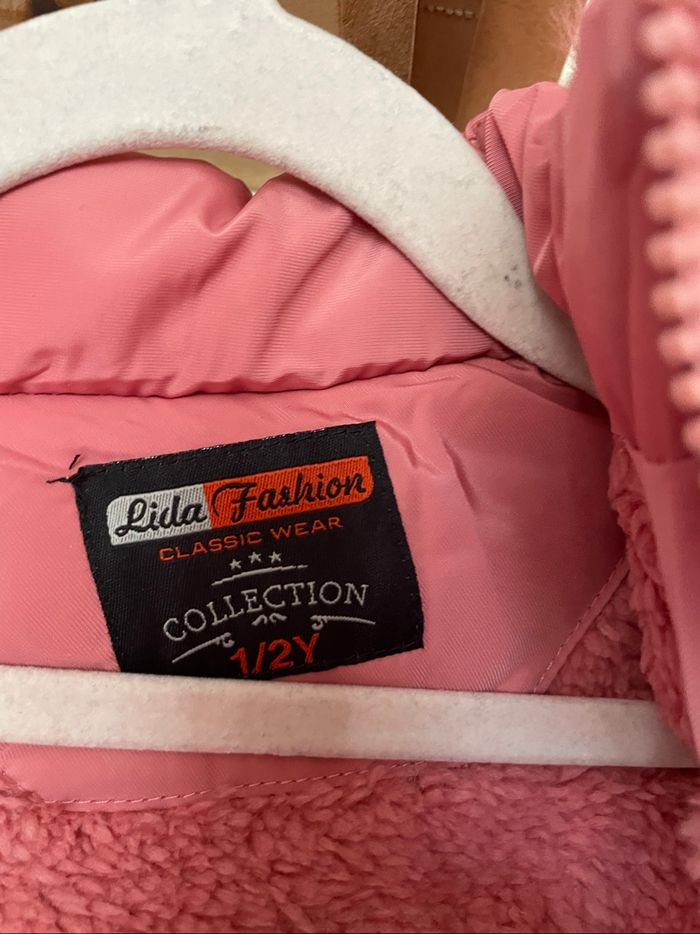 Lida Fashion
CLASSIC WEAR
COLLECTION
1/2Y